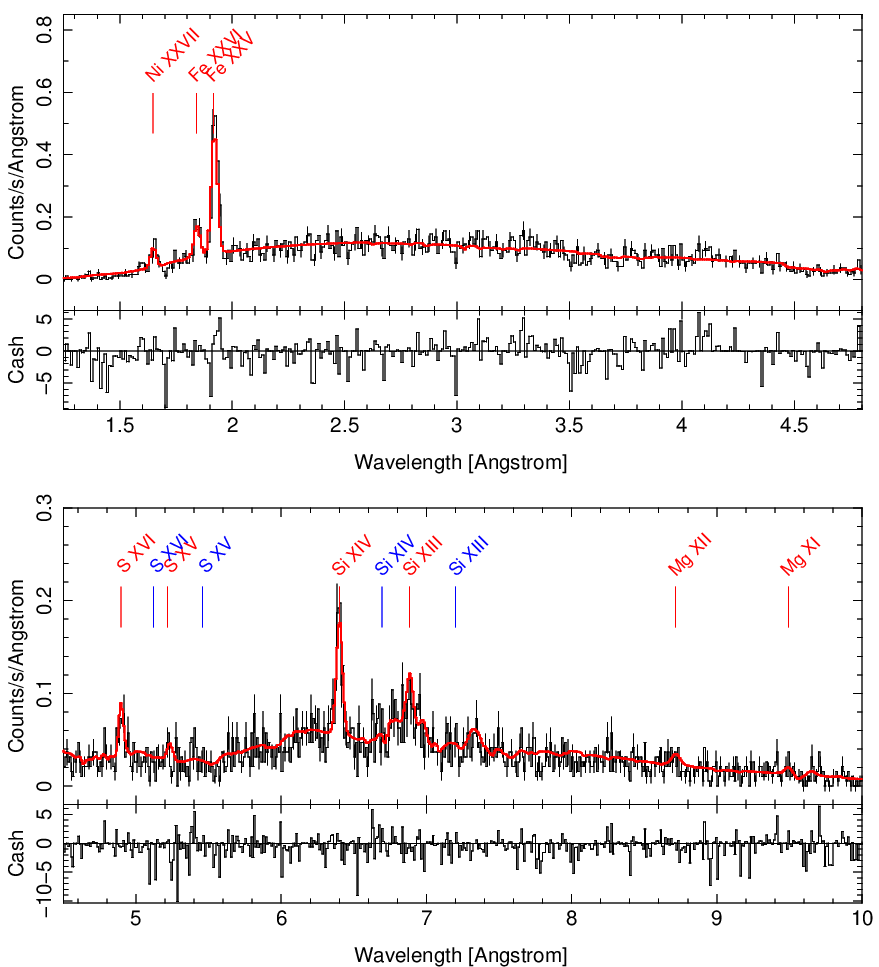 Ni XXVII
Fe XXVI
Fe XXV
Counts/s/Angstrom
0.8
0.6
0.4
0.2
0
Cash
5
0
−5
1.5 2 2.5 3 3.5 4 4.5
Wavelength [Angstrom]
S XVI
S XVI
S XV
S XV
Si XIV
Si XIV
Si XIII
Si XIII
Mg XII
Mg XI
Counts/s/Angstrom
0.3
0.2
0.1
0
Cash
5
0
−5
−10
5 6 7 8 9 10
Wavelength [Angstrom]